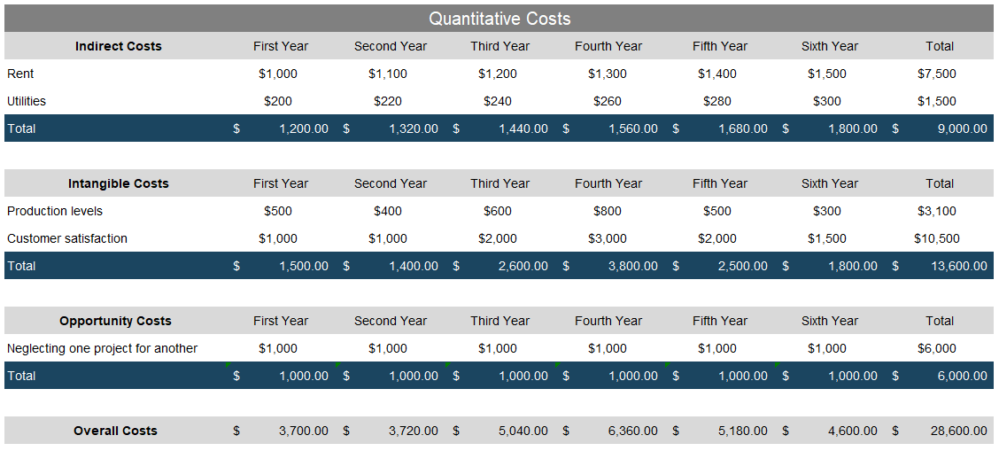 Quantitative Costs
Indirect Costs First Year Second Year Third Year Fourth Year Fifth Year Sixth Year Total
Rent $1,000 $1,100 $1,200 $1,300 $1,400 $1,500 $7,500
Utilities $200 $220 $240 $260 $280 $300 $1,500
Total $ 1,200.00 $ 1,320.00 $ 1,440.00 $ 1,560.00 $ 1,680.00 $ 1,800.00 $ 9,000.00
Intangible Costs First Year Second Year Third Year Fourth Year Fifth Year Sixth Year Total
Production levels $500 $400 $600 $800 $500 $300 $3,100
Customer satisfaction $1,000 $1,000 $2,000 $3,000 $2,000 $1,500 $10,500
Total $ 1,500.00 $ 1,400.00 $ 2,600.00 $ 3,800.00 $ 2,500.00 $ 1,800.00 $ 13,600.00
Opportunity Costs First Year Second Year Third Year Fourth Year Fifth Year Sixth Year Total
Neglecting one project for another $1,000 $1,000 $1,000 $1,000 $1,000 $1,000 $6,000
Total $ 1,000.00 $ 1,000.00 $ 1,000.00 $ 1,000.00 $ 1,000.00 $ 1,000.00 $ 6,000.00
Overall Costs $ 3,700.00 $ 3,720.00 $ 5,040.00 $ 6,360.00 $ 5,180.00 $ 4,600.00 $ 28,600.00